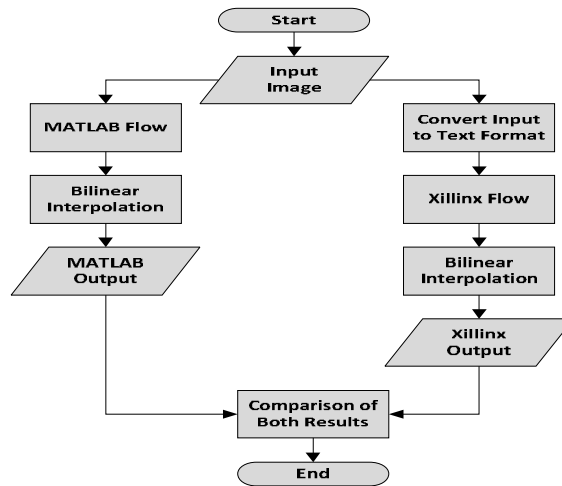 Start
Input
Image
MATLAB Flow
Bilinear
Interpolation
MATLAB
Output
Convert Input
to Text Format
Xillinx Flow
Bilinear
Interpolation
Xillinx
Output
Comparison of
Both Results
End